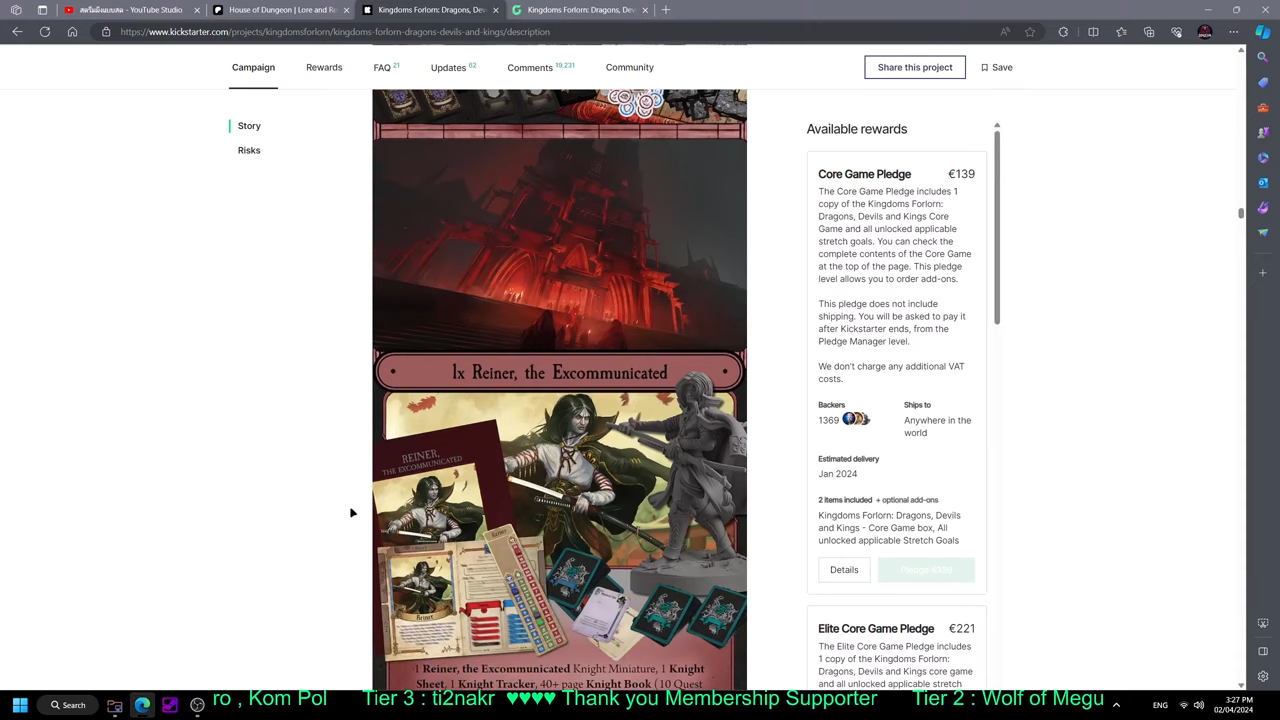 สตรีมมิ่งแบบสด - YouTube Studio
House of Dungeon | Lore and Re
Kingdoms Forlorn: Dragons, Dev
Kingdoms Forlorn: Dragons, Dev
https://www.kickstarter.com/projects/kingdomsforlorn/kingdoms-forlorn-dragons-devils-and-kings/description
Campaign
Rewards
FAQ 21
Updates 62
Comments 19,231
Community
Share this project
Save
Story
Risks
1x Reiner, the Excommunicated
REINER,
THE EXCOMMUNICATED
Reiner
Reiner
1 Reiner, the Excommunicated Knight Miniature, 1 Knight
Sheet, 1 Knight Tracker, 40+ page Knight Book (10 Quest
Available rewards
Core Game Pledge €139
The Core Game Pledge includes 1
copy of the Kingdoms Forlorn:
Dragons, Devils and Kings Core
Game and all unlocked applicable
stretch goals. You can check the
complete contents of the Core Game
at the top of the page. This pledge
level allows you to order add-ons.
This pledge does not include
shipping. You will be asked to pay it
after Kickstarter ends, from the
Pledge Manager level.
We don't charge any additional VAT
costs.
Backers
1369
Ships to
Anywhere in the
world
Estimated delivery
Jan 2024
2 items included + optional add-ons
Kingdoms Forlorn: Dragons, Devils
and Kings - Core Game box, All
unlocked applicable Stretch Goals
Details
Pledge €139
Elite Core Game Pledge €221
The Elite Core Game Pledge includes
1 copy of the Kingdoms Forlorn:
Dragons, Devils and Kings core game
and all unlocked applicable stretch
ro , Kom Pol Tier 3 : ti2nakr ♥♥♥♥ Thank you Membership Supporter Tier 2 : Wolf of Megu
Search
ENG
3:27 PM
02/04/2024